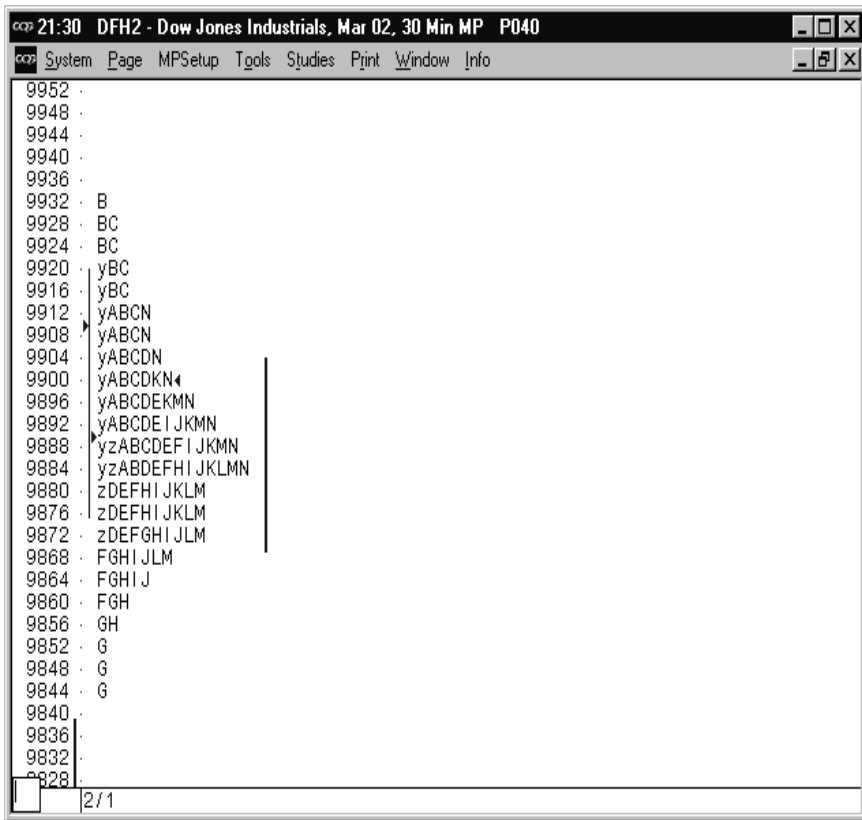 CQG 21:30 DFH2 - Dow Jones Industrials, Mar 02, 30 Min MP P040
CQG System Page MPSetup Tools Studies Print Window Info
9952
9948
9944
9940
9936
9932 B
9928 BC
9924 BC
9920 yBC
9916 yBC
9912 yABCN
9908 yABCN
9904 yABCDN
9900 yABCDKN
9896 yABCDEKMN
9892 yABCDEIJKMN
9888 yzABCDEFIJKMN
9884 yzABDEFHIJKLMN
9880 zDEFHIJKLM
9876 zDEFHIJKLM
9872 zDEFGHIJLM
9868 FGHIJLM
9864 FGHIJ
9860 FGH
9856 GH
9852 G
9848 G
9844 G
9840
9836
9832
9828
2/1